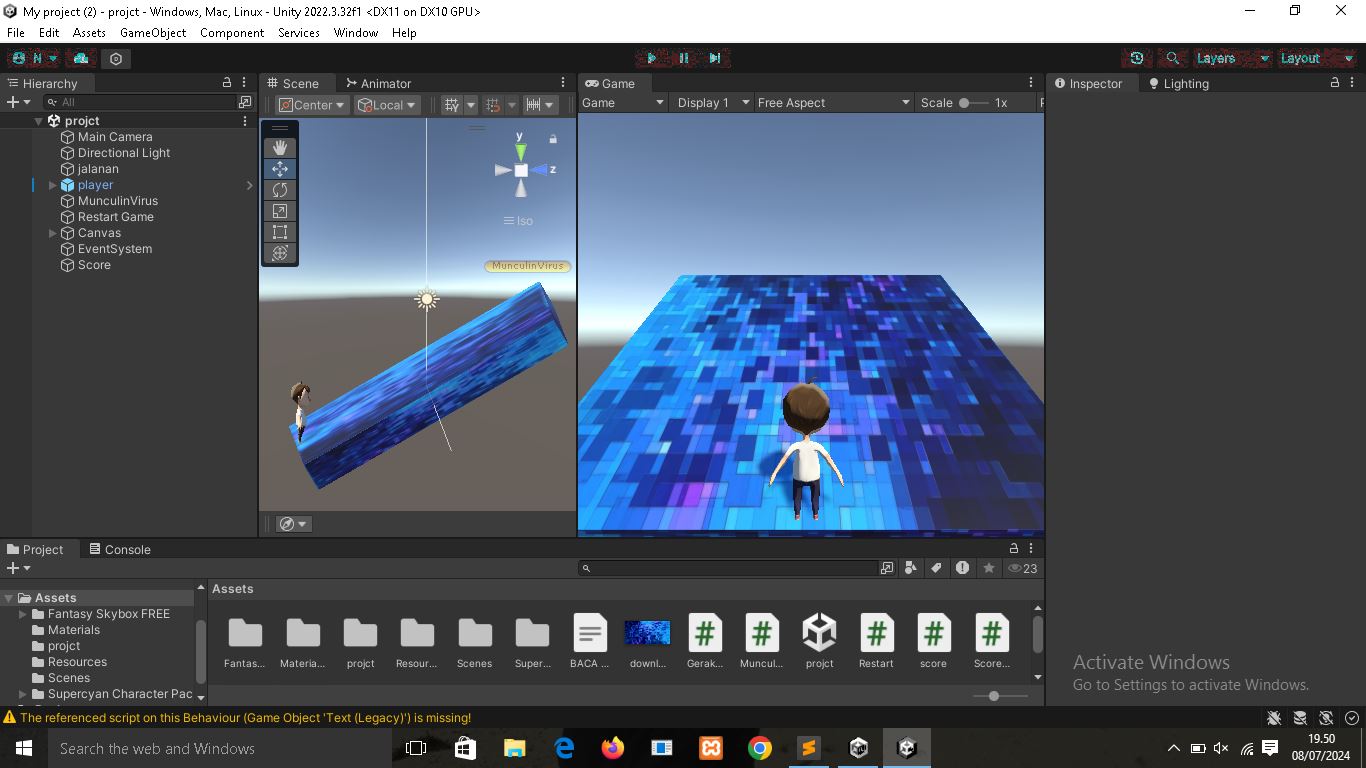 My project (2) - projct - Windows, Mac, Linux - Unity 2022.3.32f1 <DX11 on DX10 GPU>
File Edit Assets GameObject Component Services Window Help
N Layers Layout
Hierarchy
All
projct
Main Camera
Directional Light
jalanan
player
MunculinVirus
Restart Game
Canvas
EventSystem
Score
Scene Animator
Center Local
y
z
Iso
MunculinVirus
Game
Game Display 1 Free Aspect Scale 1x
Inspector Lighting
Project Console
23
Assets
Fantasy Skybox FREE
Materials
projct
Resources
Scenes
Supercyan Character Pac
Assets
Fantas... Materia... projct Resour... Scenes Super... BACA ... downl... Gerak... Muncul... projct Restart score Score...
Activate Windows
Go to Settings to activate Windows.
The referenced script on this Behaviour (Game Object 'Text (Legacy)') is missing!
Search the web and Windows
19.50
08/07/2024